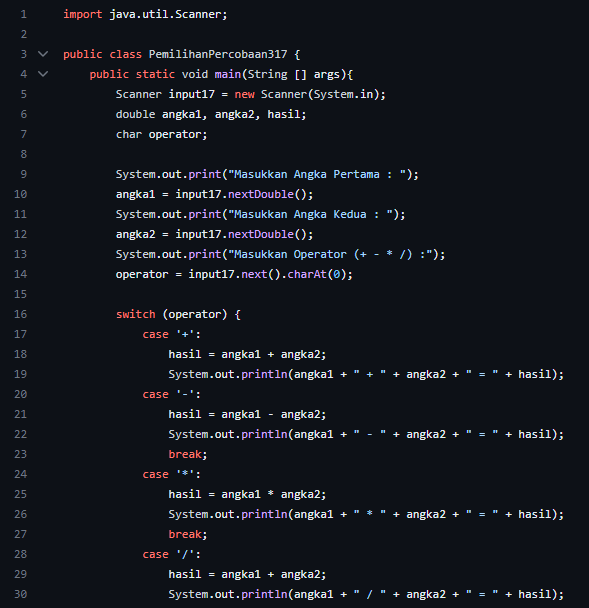 1 import java.util.Scanner;
2
3 public class PemilihanPercobaan317 {
4 public static void main(String [] args){
5 Scanner input17 = new Scanner(System.in);
6 double angka1, angka2, hasil;
7 char operator;
8
9 System.out.print("Masukkan Angka Pertama : ");
10 angka1 = input17.nextDouble();
11 System.out.print("Masukkan Angka Kedua : ");
12 angka2 = input17.nextDouble();
13 System.out.print("Masukkan Operator (+ - * /) :");
14 operator = input17.next().charAt(0);
15
16 switch (operator) {
17 case '+':
18 hasil = angka1 + angka2;
19 System.out.println(angka1 + " + " + angka2 + " = " + hasil);
20 case '-':
21 hasil = angka1 - angka2;
22 System.out.println(angka1 + " - " + angka2 + " = " + hasil);
23 break;
24 case '*':
25 hasil = angka1 * angka2;
26 System.out.println(angka1 + " * " + angka2 + " = " + hasil);
27 break;
28 case '/':
29 hasil = angka1 + angka2;
30 System.out.println(angka1 + " / " + angka2 + " = " + hasil);